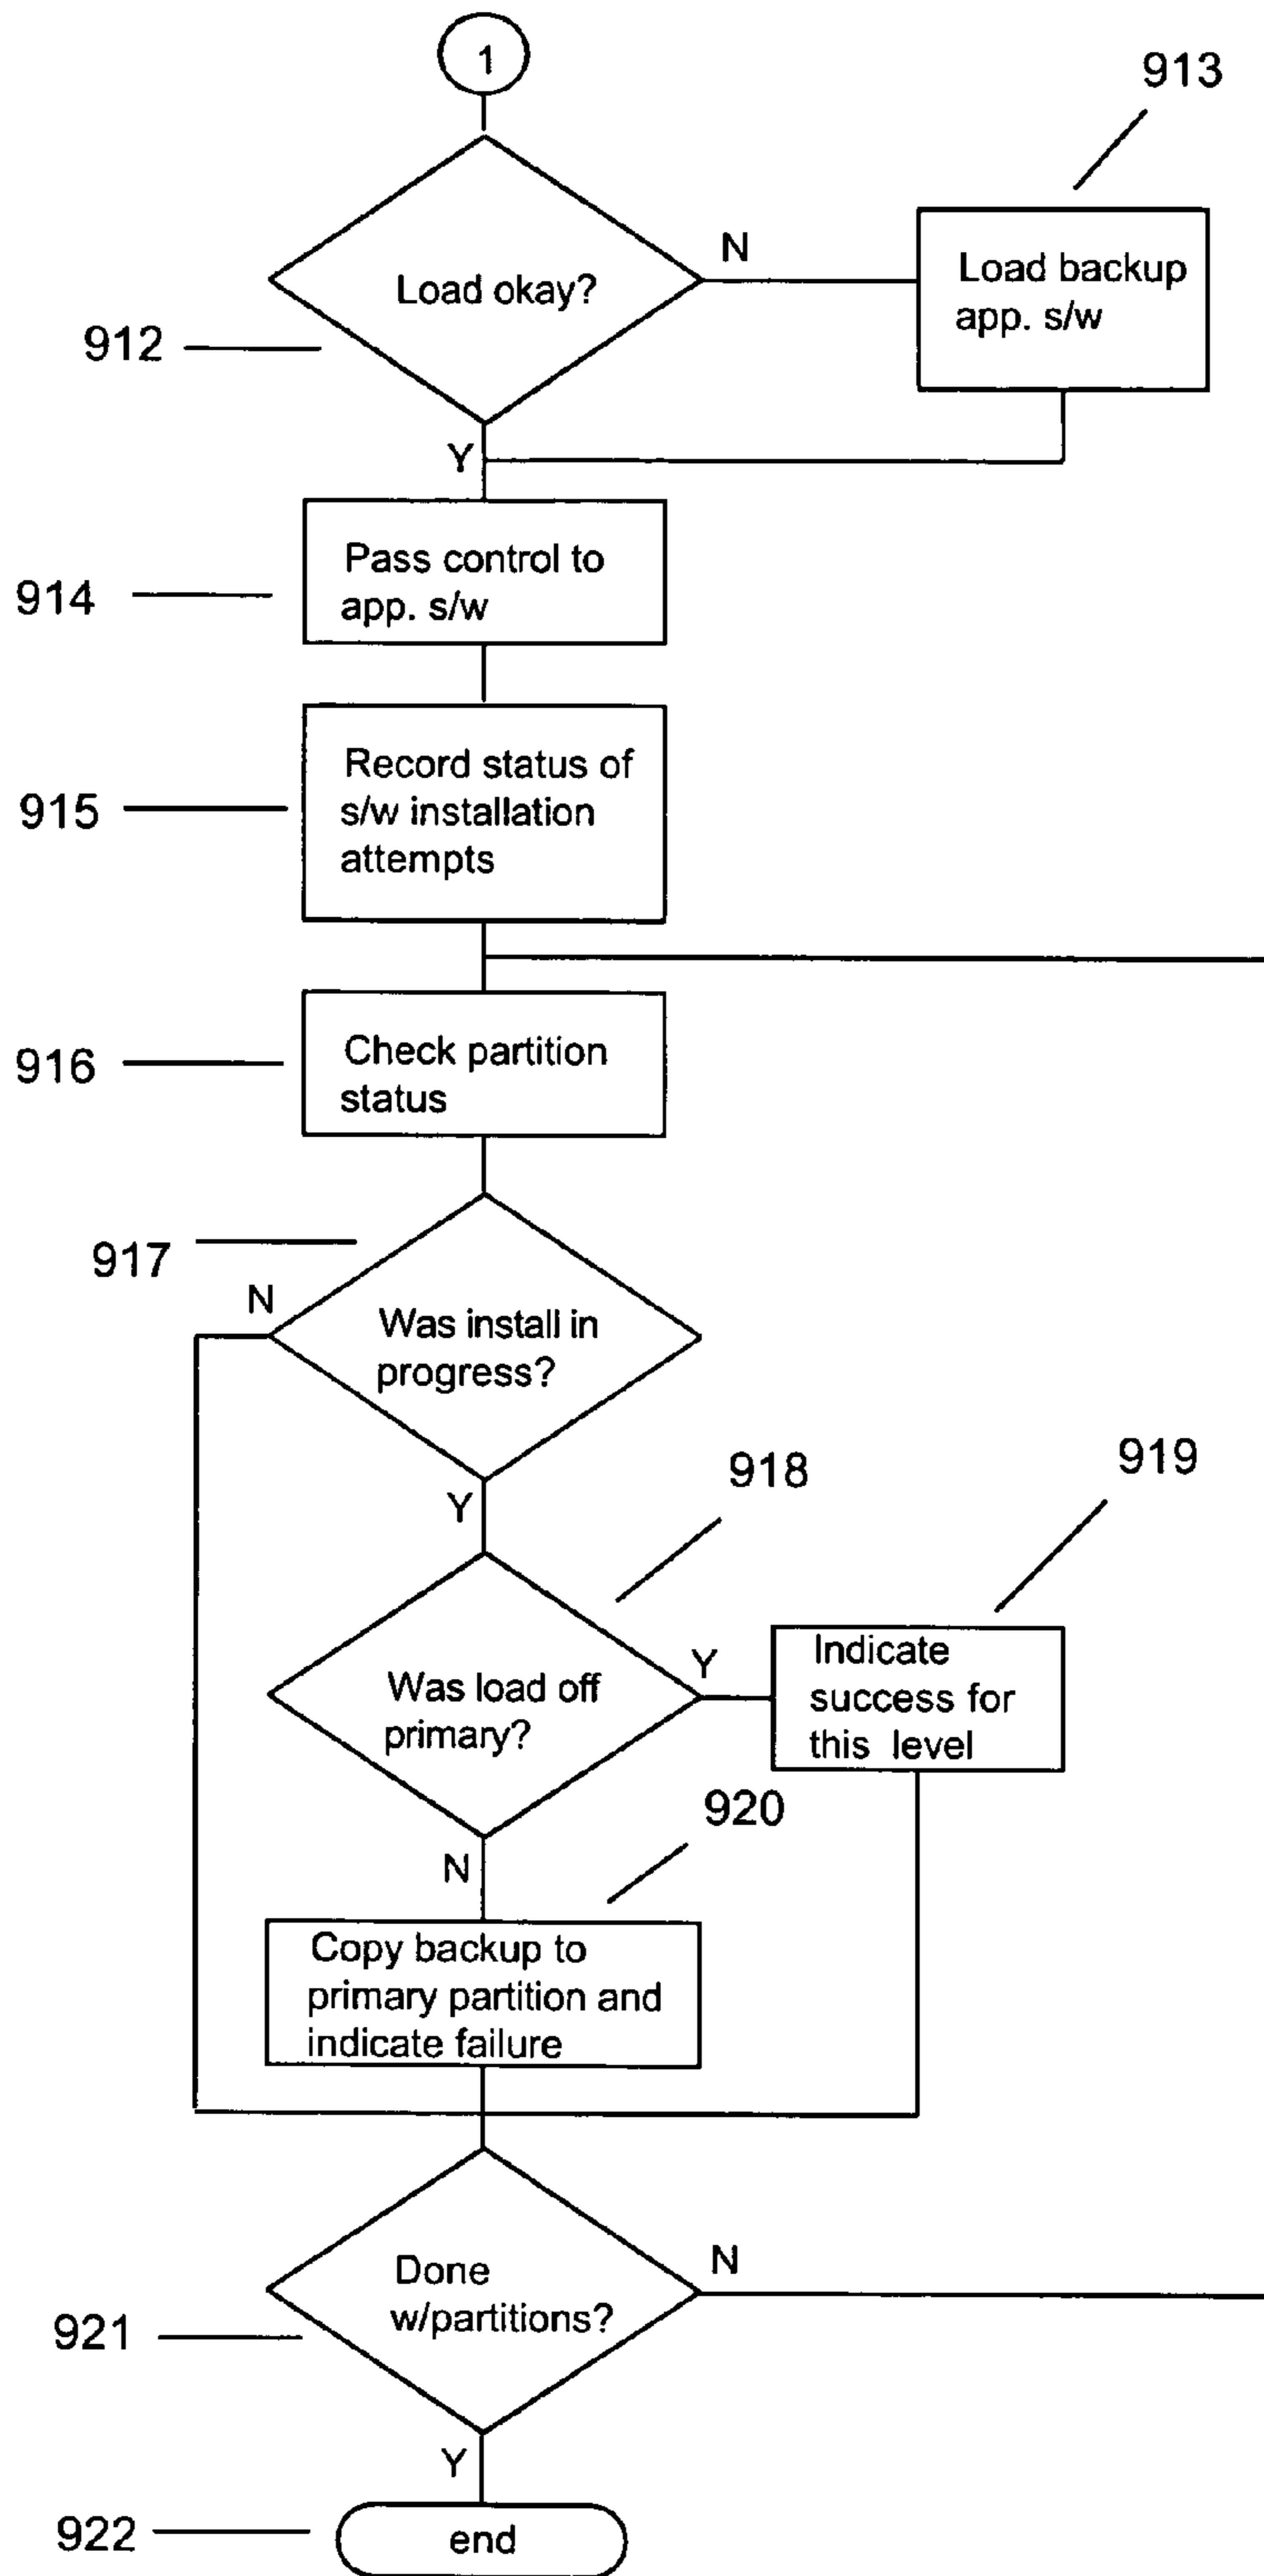 1
913
N
Load okay?
Load backup
app. s/w
912
Y
Pass control to
app. s/w
914
Record status of
s/w installation
attempts
915
Check partition
status
916
917
N
Was install in
progress?
Y
918
919
Was load off
primary?
Y
Indicate
success for
this level
920
N
Copy backup to
primary partition and
indicate failure
Done
w/partitions?
N
921
Y
922
end